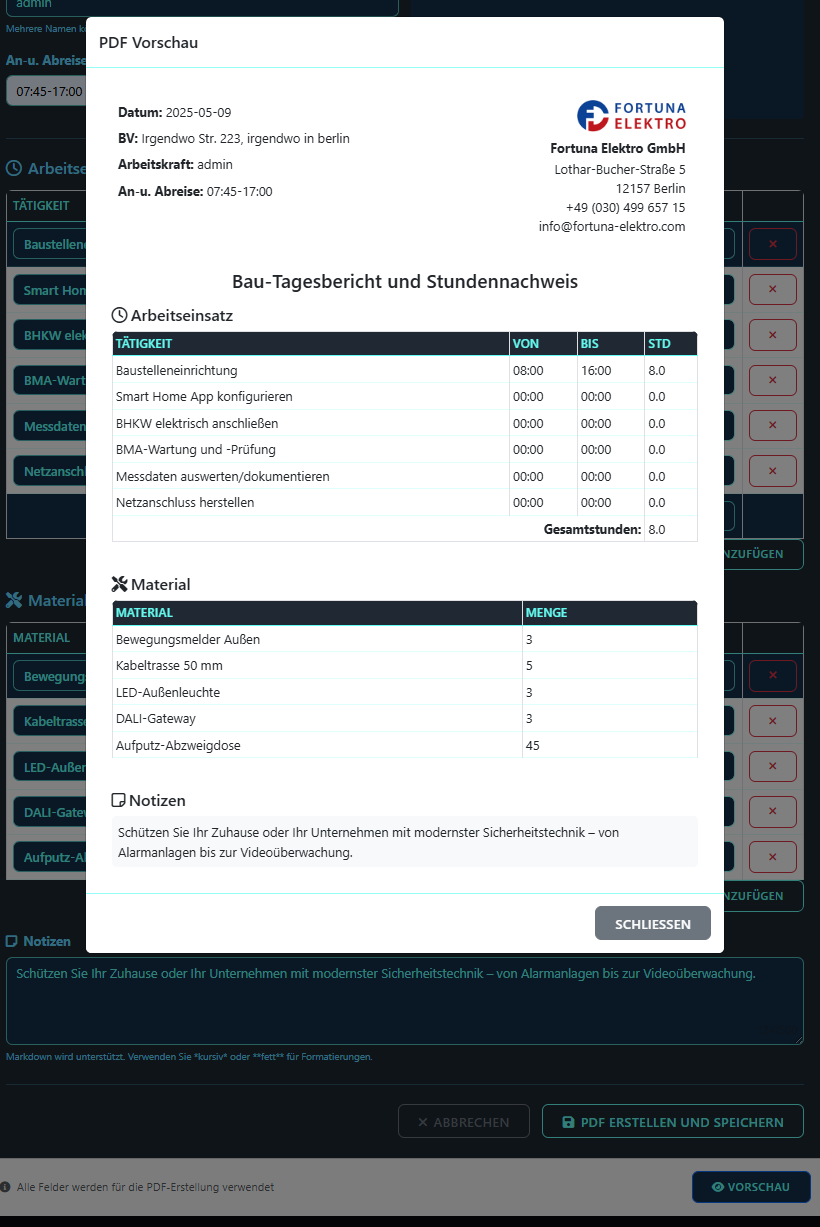 admin
Mehrere Namen k
An-u. Abreise
07:45-17:00
PDF Vorschau
Datum: 2025-05-09
BV: Irgendwo Str. 223, irgendwo in berlin
Arbeitskraft: admin
An-u. Abreise: 07:45-17:00
FORTUNA
ELEKTRO
Fortuna Elektro GmbH
Lothar-Bucher-Straße 5
12157 Berlin
+49 (030) 499 657 15
info@fortuna-elektro.com
Bau-Tagesbericht und Stundennachweis
Arbeitseinsatz
TÄTIGKEIT VON BIS STD
Baustelleneinrichtung 08:00 16:00 8.0
Smart Home App konfigurieren 00:00 00:00 0.0
BHKW elektrisch anschließen 00:00 00:00 0.0
BMA-Wartung und -Prüfung 00:00 00:00 0.0
Messdaten auswerten/dokumentieren 00:00 00:00 0.0
Netzanschluss herstellen 00:00 00:00 0.0
Gesamtstunden: 8.0
Material
MATERIAL MENGE
Bewegungsmelder Außen 3
Kabeltrasse 50 mm 5
LED-Außenleuchte 3
DALI-Gateway 3
Aufputz-Abzweigdose 45
Notizen
Schützen Sie Ihr Zuhause oder Ihr Unternehmen mit modernster Sicherheitstechnik – von
Alarmanlagen bis zur Videoüberwachung.
SCHLIESSEN
Arbeitse
TÄTIGKEIT
Baustellene
Smart Hom
BHKW elek
BMA-Wart
Messdaten
Netzanschl
NZUFÜGEN
Material
MATERIAL
Bewegungs
Kabeltrasse
LED-Außer
DALI-Gatew
Aufputz-Al
NZUFÜGEN
Notizen
Schützen Sie Ihr Zuhause oder Ihr Unternehmen mit modernster Sicherheitstechnik – von Alarmanlagen bis zur Videoüberwachung.
Markdown wird unterstützt. Verwenden Sie *kursiv* oder **fett** für Formatierungen.
ABBRECHEN
PDF ERSTELLEN UND SPEICHERN
Alle Felder werden für die PDF-Erstellung verwendet
VORSCHAU